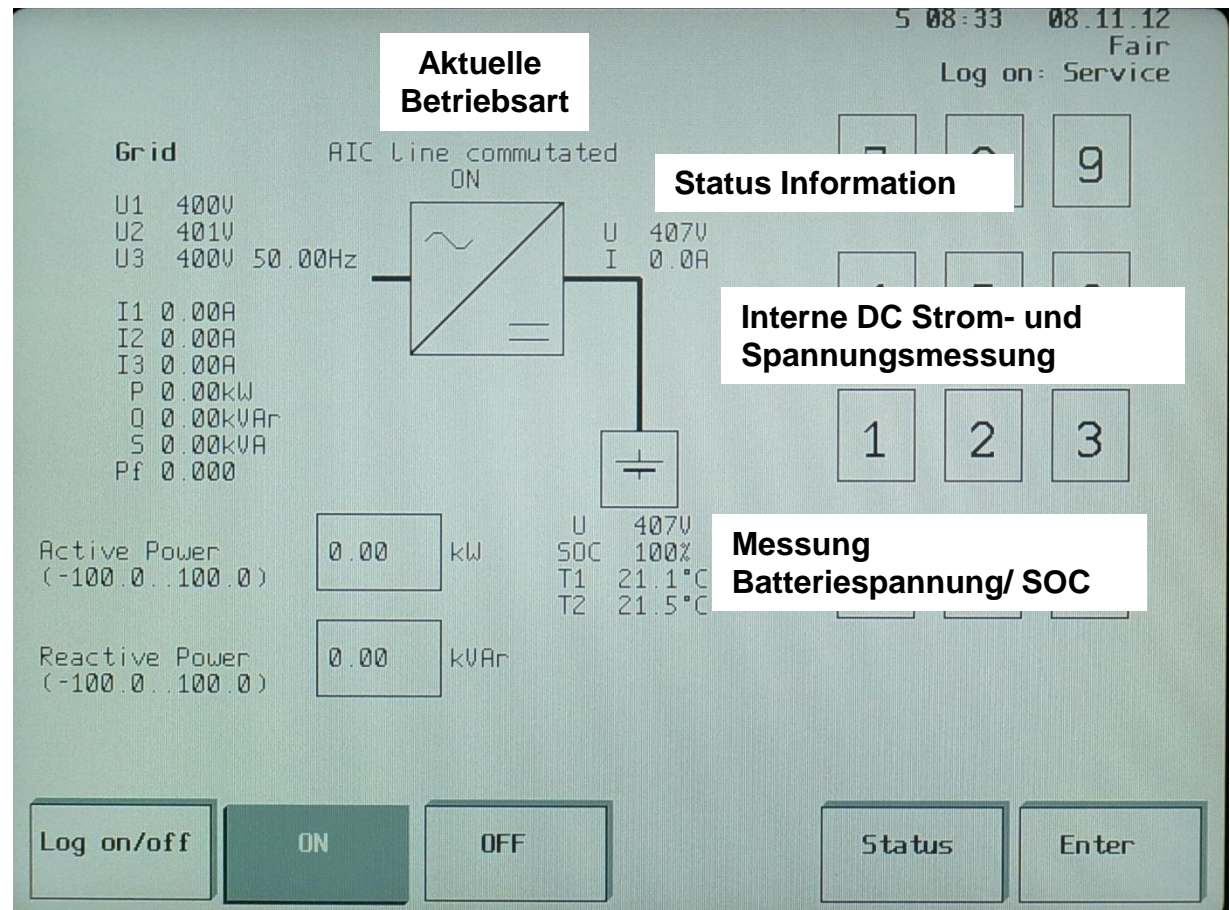 S 08:33 08.11.12
Fair
Log on: Service
Aktuelle
Betriebsart
Grid
AIC Line commutated
ON
Status Information
9
U1 400V
U2 401V
U3 400V 50.00Hz
U 407V
I 0.0A
Interne DC Strom- und
Spannungsmessung
I1 0.00A
I2 0.00A
I3 0.00A
P 0.00kW
Q 0.00kVAr
S 0.00kVA
Pf 0.000
1 2 3
U 407V
SOC 100%
T1 21.1°C
T2 21.5°C
Messung
Batteriespannung/ SOC
Active Power 0.00 kW
(-100.0..100.0)
Reactive Power 0.00 kVAr
(-100.0..100.0)
Log on/off ON OFF Status Enter